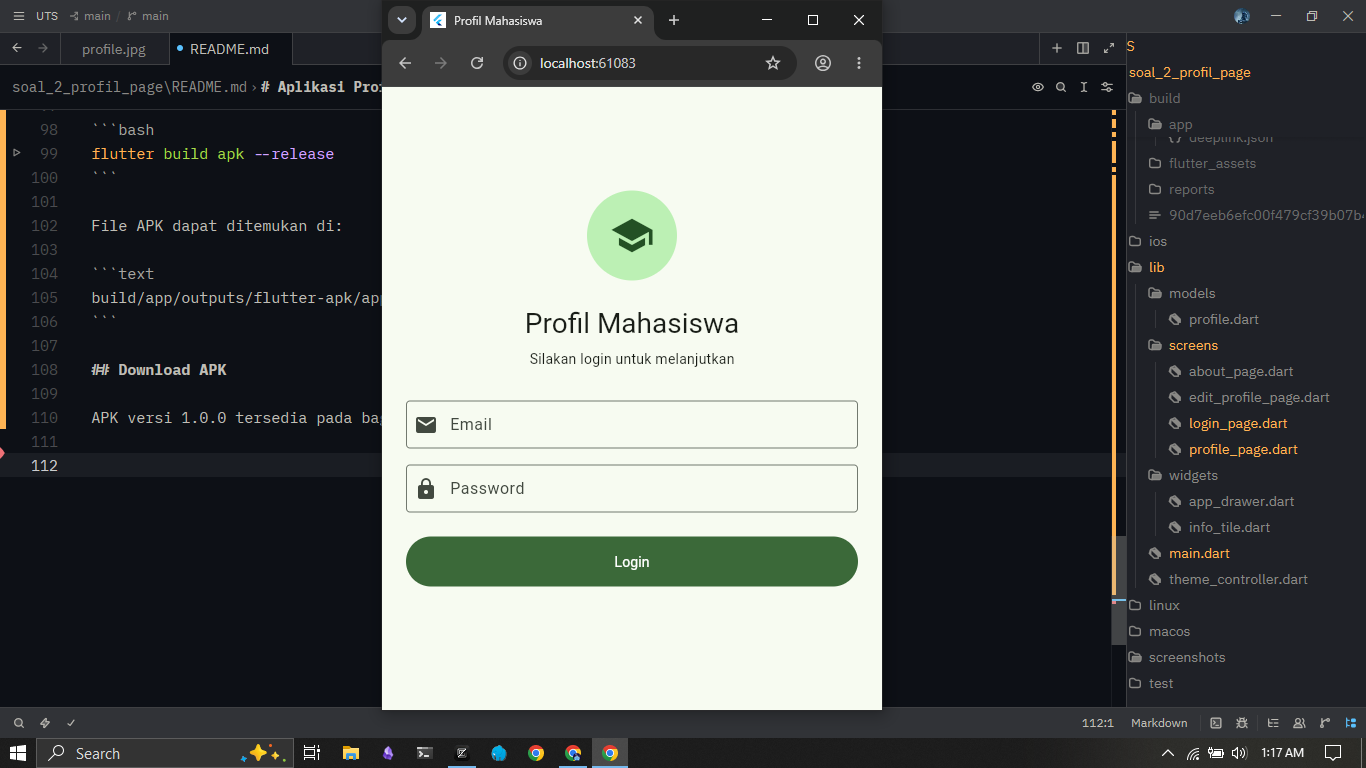 UTS
main
/
main
Profil Mahasiswa
localhost:61083
profile.jpg
README.md
soal_2_profil_page\README.md › # Aplikasi Pro
98 ```bash
99 flutter build apk --release
100 ```
101
102 File APK dapat ditemukan di:
103
104 ```text
105 build/app/outputs/flutter-apk/app
106 ```
107
108 ## Download APK
109
110 APK versi 1.0.0 tersedia pada bag
111
112
Profil Mahasiswa
Silakan login untuk melanjutkan
Email
Password
Login
S
soal_2_profil_page
build
app
deeplink.json
flutter_assets
reports
90d7eeb6efc00f479cf39b07b4
ios
lib
models
profile.dart
screens
about_page.dart
edit_profile_page.dart
login_page.dart
profile_page.dart
widgets
app_drawer.dart
info_tile.dart
main.dart
theme_controller.dart
linux
macos
screenshots
test
112:1 Markdown
Search
1:17 AM